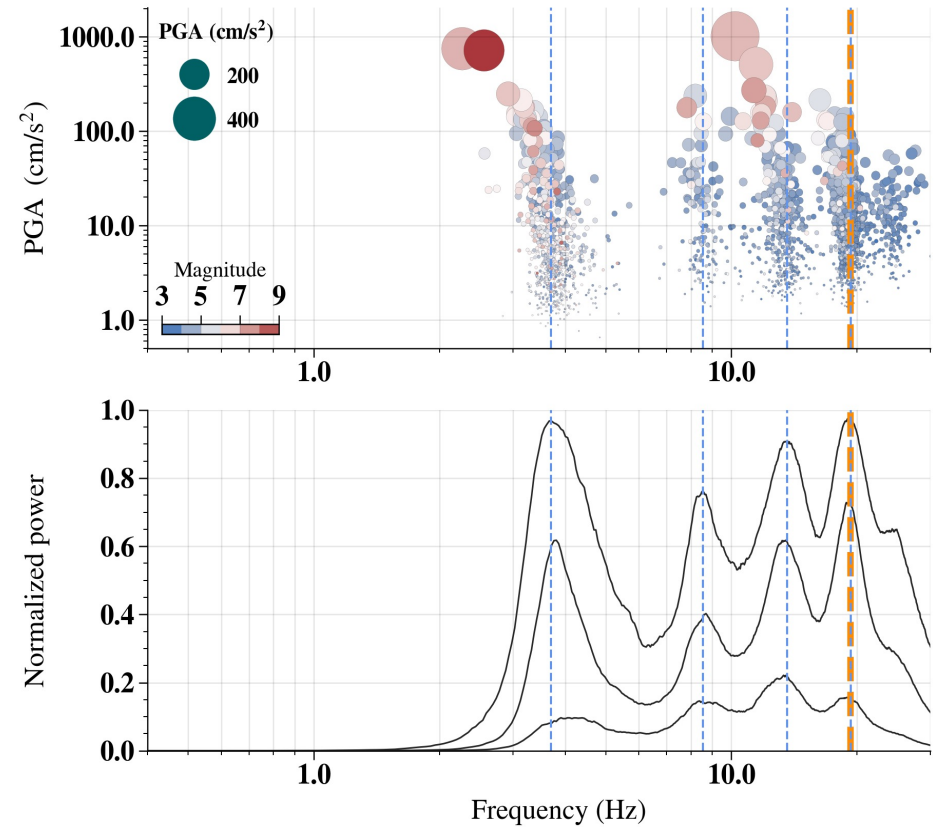 PGA (cm/s²)
200
400
1000.0
100.0
10.0
1.0
PGA (cm/s²)
Magnitude
3 5 7 9
1.0 10.0
1.0
0.8
0.6
0.4
0.2
0.0
Normalized power
1.0 10.0
Frequency (Hz)